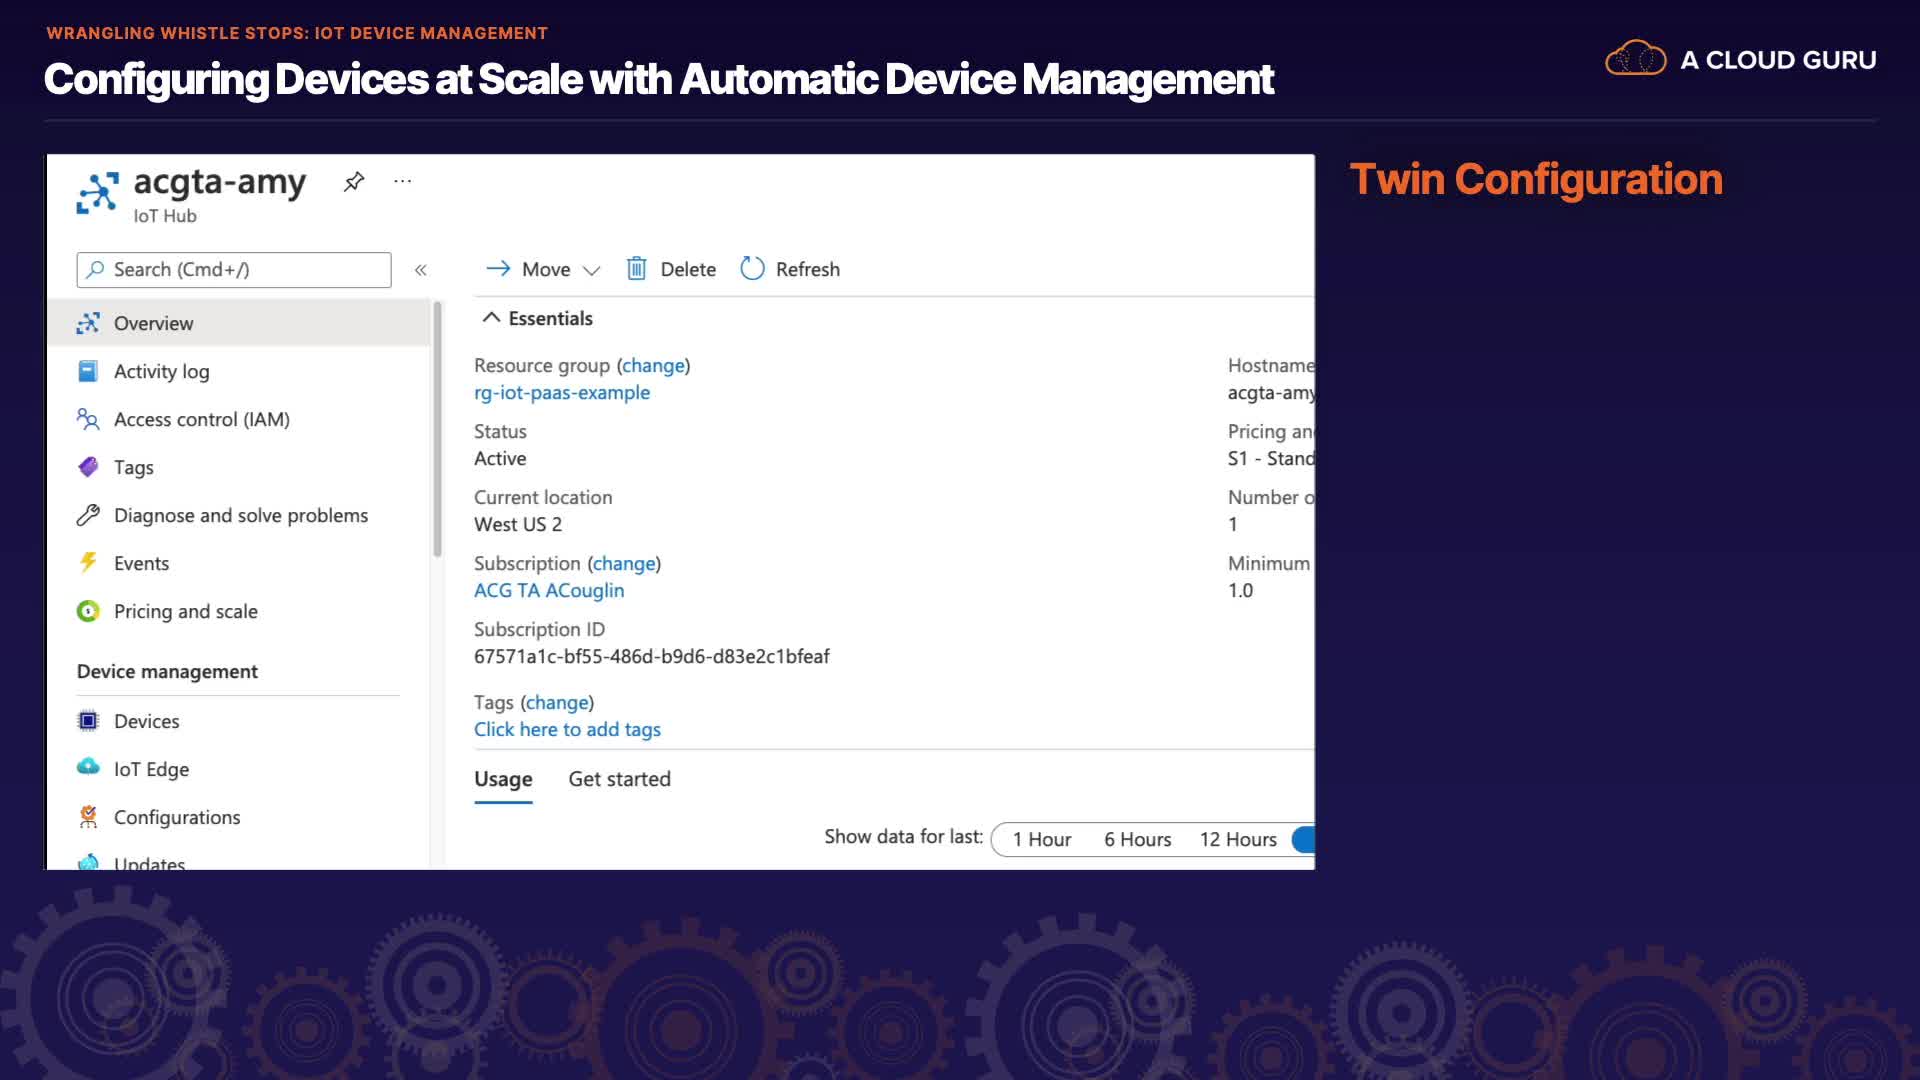 WRANGLING WHISTLE STOPS: IOT DEVICE MANAGEMENT
Configuring Devices at Scale with Automatic Device Management
A CLOUD GURU
Twin Configuration
acgta-amy
IoT Hub
Search (Cmd+/)
Move
Delete
Refresh
Overview
Activity log
Access control (IAM)
Tags
Diagnose and solve problems
Events
Pricing and scale
Device management
Devices
IoT Edge
Configurations
Updates
Essentials
Resource group (change)
rg-iot-paas-example
Status
Active
Current location
West US 2
Subscription (change)
ACG TA ACouglin
Subscription ID
67571a1c-bf55-486d-b9d6-d83e2c1bfeaf
Tags (change)
Click here to add tags
Hostname
acgta-amy
Pricing an
S1 - Stand
Number o
1
Minimum
1.0
Usage
Get started
Show data for last:
1 Hour
6 Hours
12 Hours